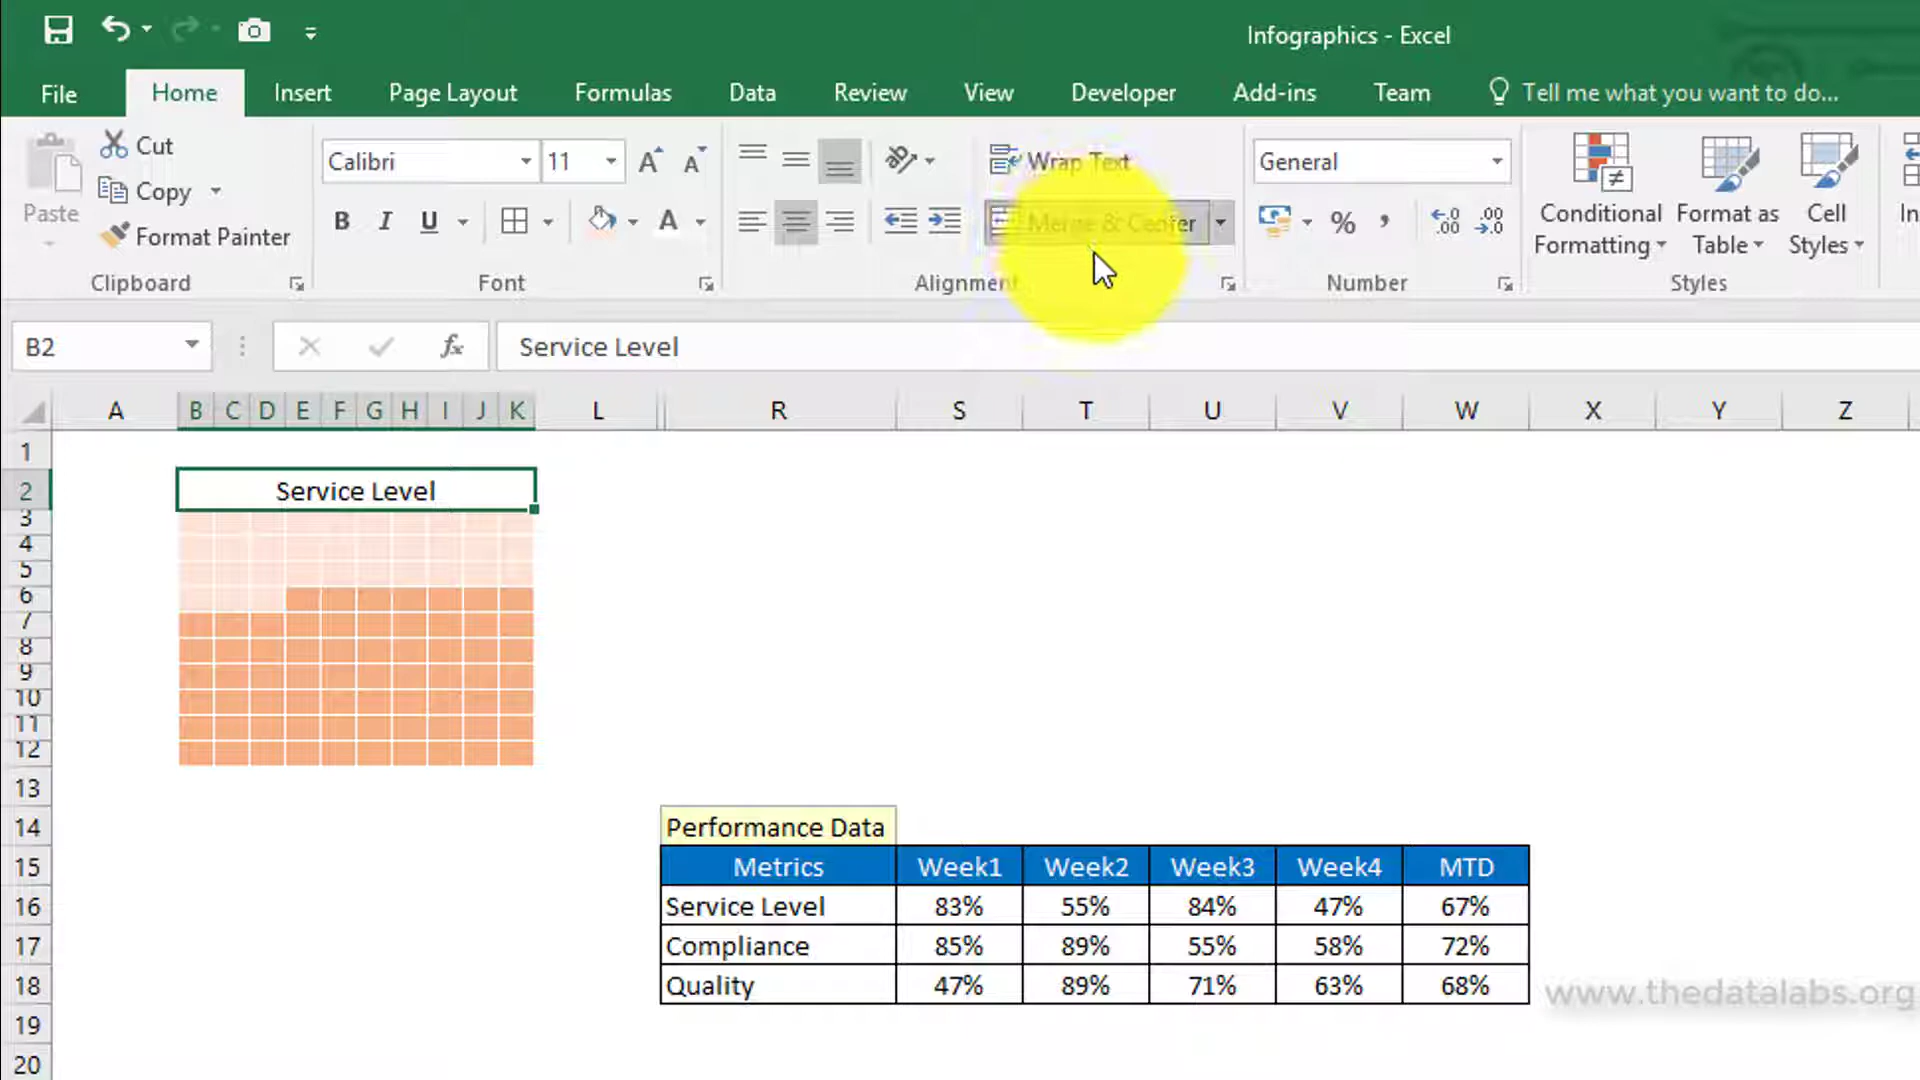 Infographics - Excel
File Home Insert Page Layout Formulas Data Review View Developer Add-ins Team Tell me what you want to do...
Cut
Copy
Format Painter
Paste
Clipboard
Calibri 11
B I U A
Font
Wrap Text
Merge & Center
Alignment
General
% ,
Number
Conditional Formatting
Format as Table
Cell Styles
Styles
B2 fx Service Level
A B C D E F G H I J K L R S T U V W X Y Z
1
2 Service Level
3
4
5
6
7
8
9
10
11
12
13
14 Performance Data
15 Metrics Week1 Week2 Week3 Week4 MTD
16 Service Level 83% 55% 84% 47% 67%
17 Compliance 85% 89% 55% 58% 72%
18 Quality 47% 89% 71% 63% 68%
19
20
www.thedatalabs.org